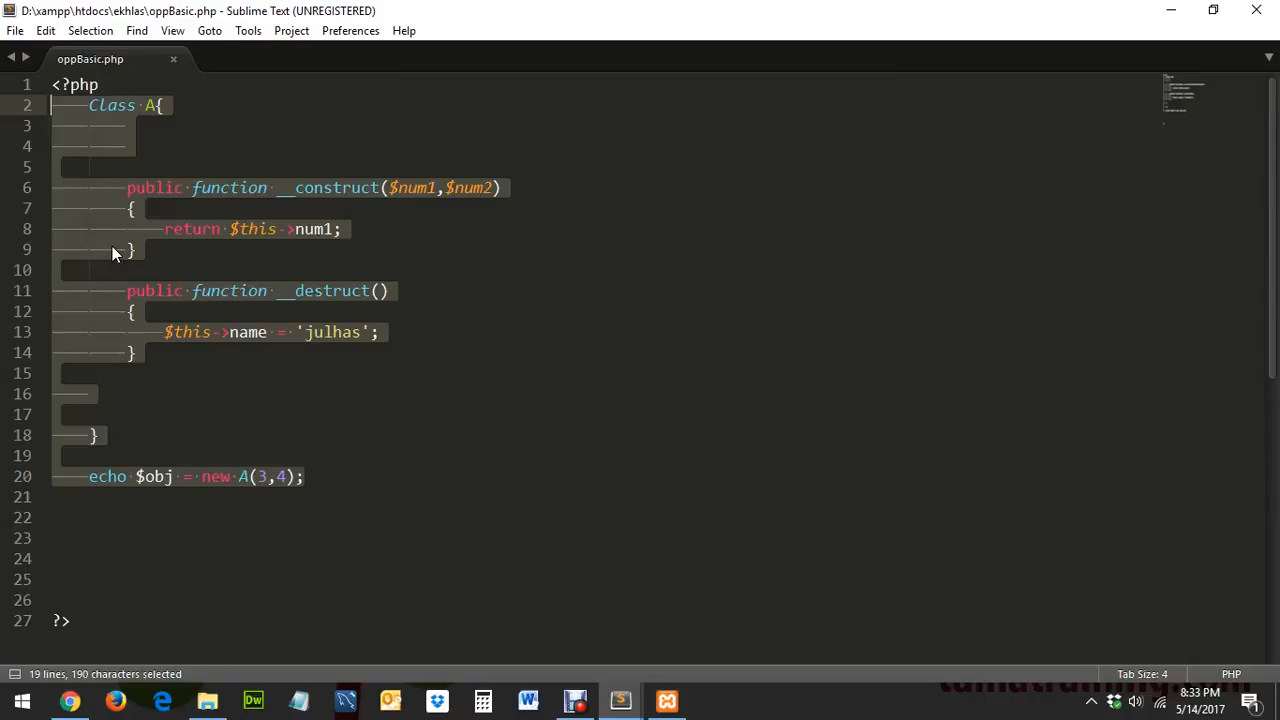 D:\xampp\htdocs\ekhlas\oppBasic.php - Sublime Text (UNREGISTERED)
File Edit Selection Find View Goto Tools Project Preferences Help
oppBasic.php ×
1 <?php
2 Class A{
3
4
5
6 public function __construct($num1,$num2)
7 {
8 return $this->num1;
9 }
10
11 public function __destruct()
12 {
13 $this->name = 'julhas';
14 }
15
16
17
18 }
19
20 echo $obj = new A(3,4);
21
22
23
24
25
26
27 ?>
19 lines, 190 characters selected Tab Size: 4 PHP
8:33 PM
5/14/2017